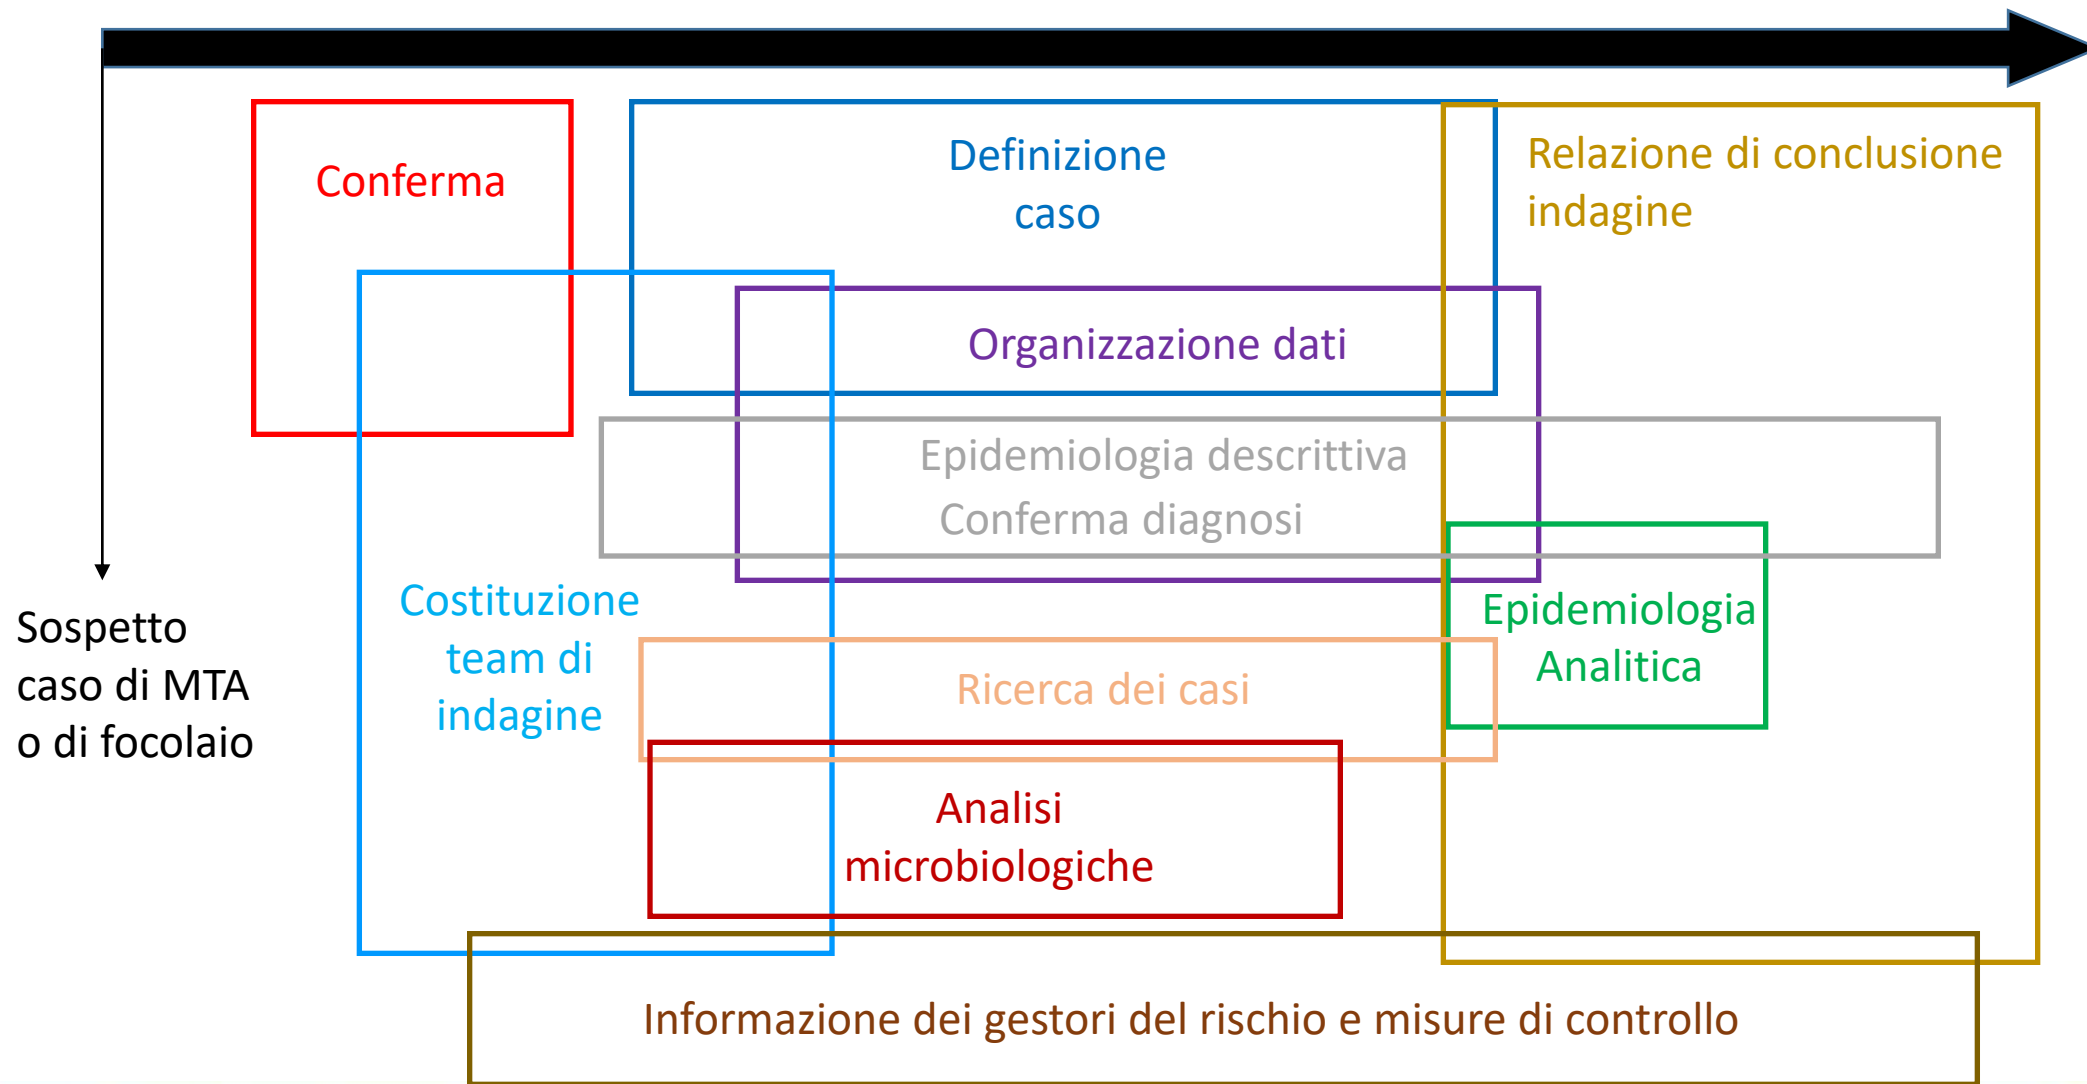 Conferma
Definizione
caso
Relazione di conclusione
indagine
Organizzazione dati
Epidemiologia descrittiva
Conferma diagnosi
Sospetto
caso di MTA
o di focolaio
Costituzione
team di
indagine
Epidemiologia
Analitica
Ricerca dei casi
Analisi
microbiologiche
Informazione dei gestori del rischio e misure di controllo